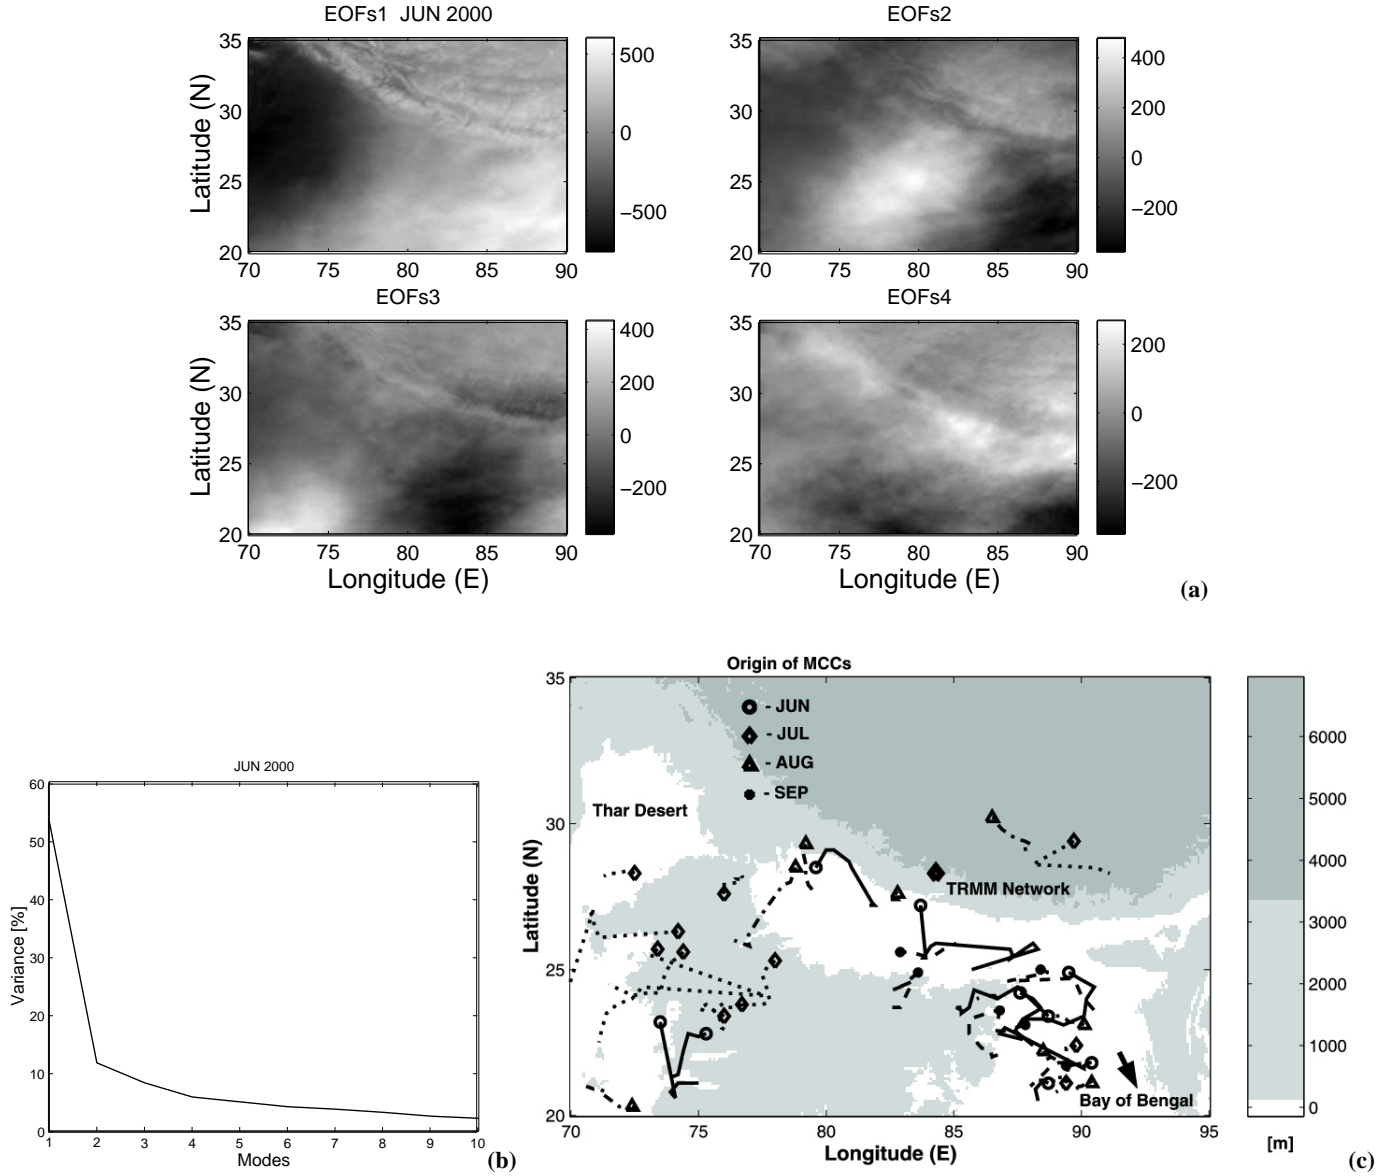 EOFs1 JUN 2000
EOFs2
35
30
25
20
Latitude (N)
70 75 80 85 90
500
0
−500
35
30
25
20
70 75 80 85 90
400
200
0
−200
EOFs3
EOFs4
35
30
25
20
Latitude (N)
70 75 80 85 90
Longitude (E)
400
200
0
−200
35
30
25
20
70 75 80 85 90
Longitude (E)
200
0
−200
(a)
JUN 2000
60
50
40
30
20
10
0
Variance [%]
1 2 3 4 5 6 7 8 9 10
Modes
(b)
Origin of MCCs
35
30
25
20
Latitude (N)
- JUN
- JUL
- AUG
- SEP
Thar Desert
TRMM Network
Bay of Bengal
70 75 80 85 90 95
Longitude (E)
6000
5000
4000
3000
2000
1000
0
[m]
(c)